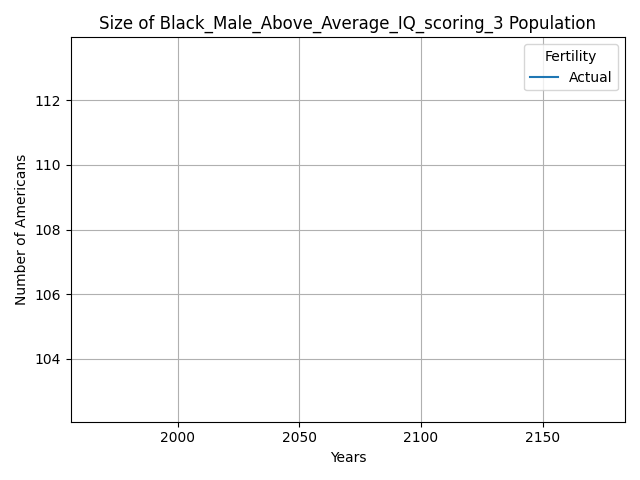 Size of Black_Male_Above_Average_IQ_scoring_3 Population
Fertility
Actual
112
110
108
106
104
Number of Americans
2000
2050
2100
2150
Years